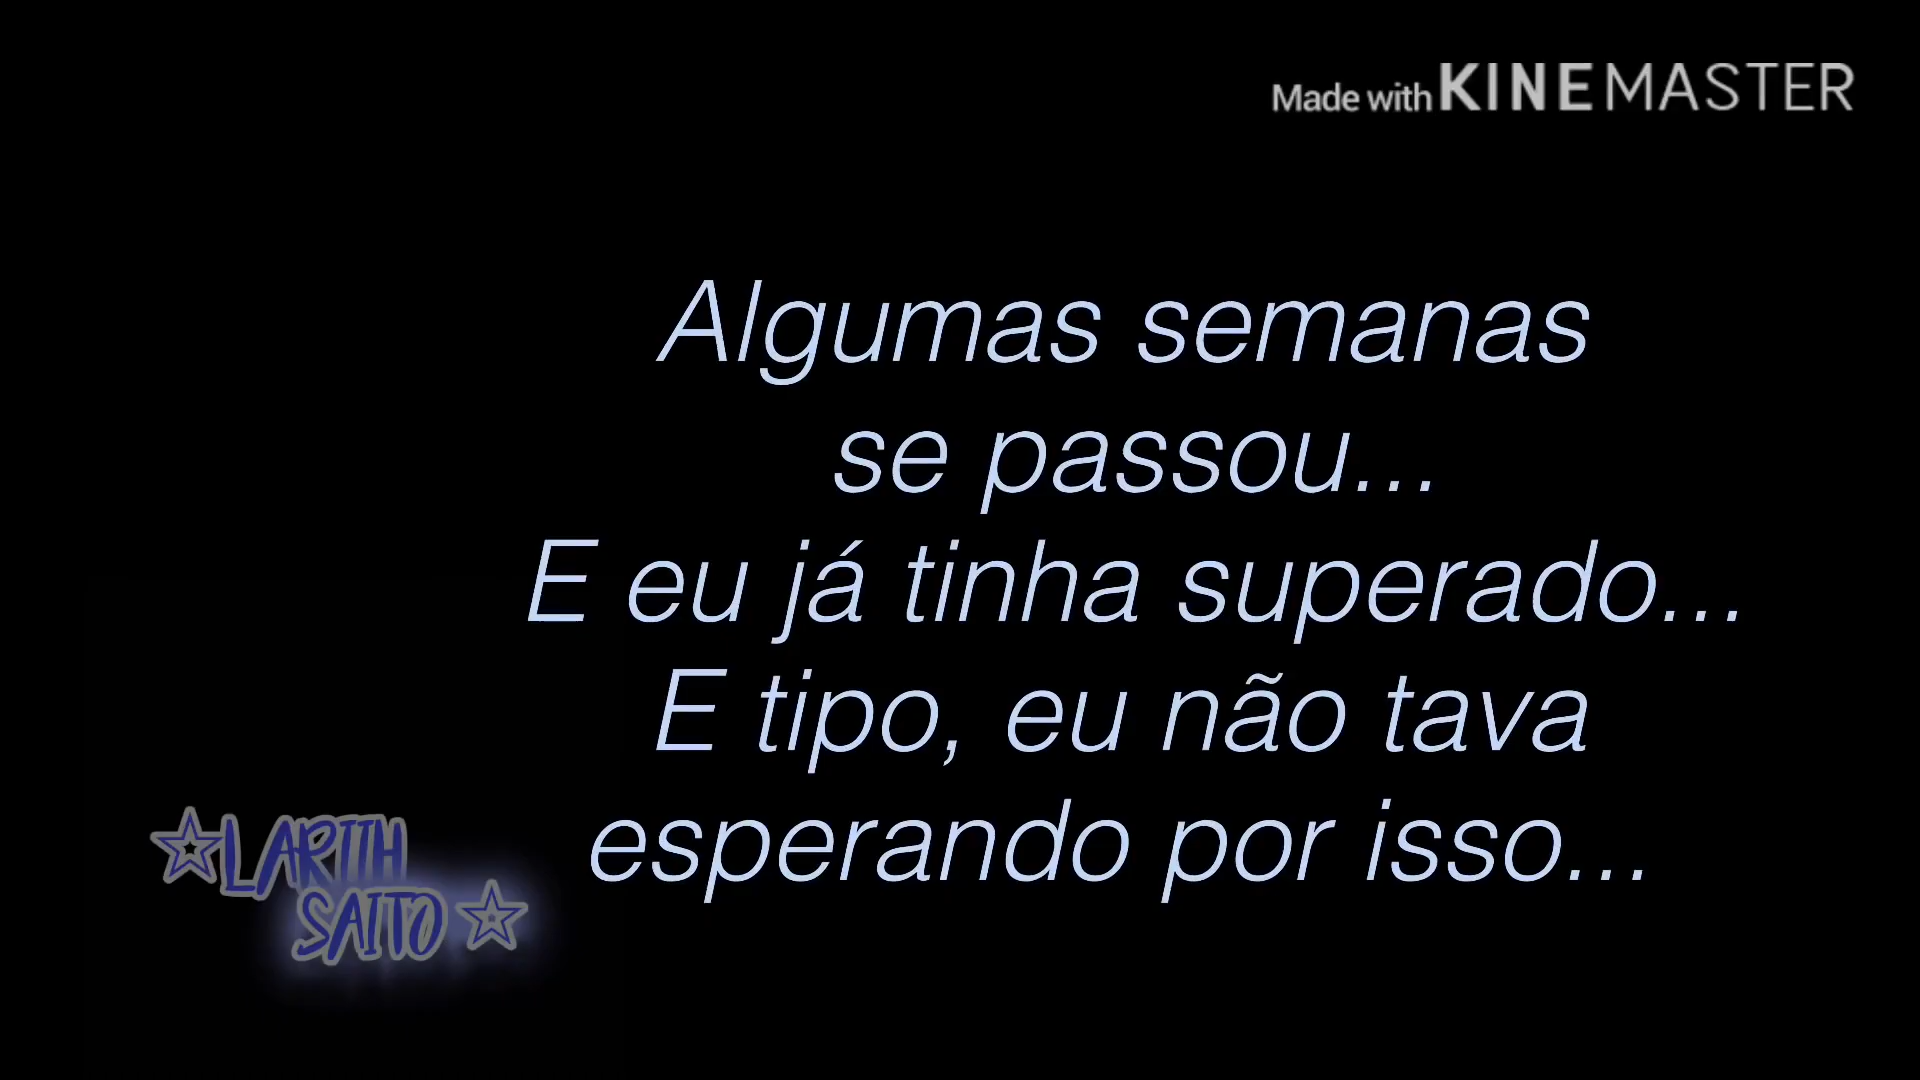 Made with KINEMASTER
Algumas semanas
se passou...
E eu já tinha superado...
E tipo, eu não tava
esperando por isso...
☆LARITH
SAITO☆